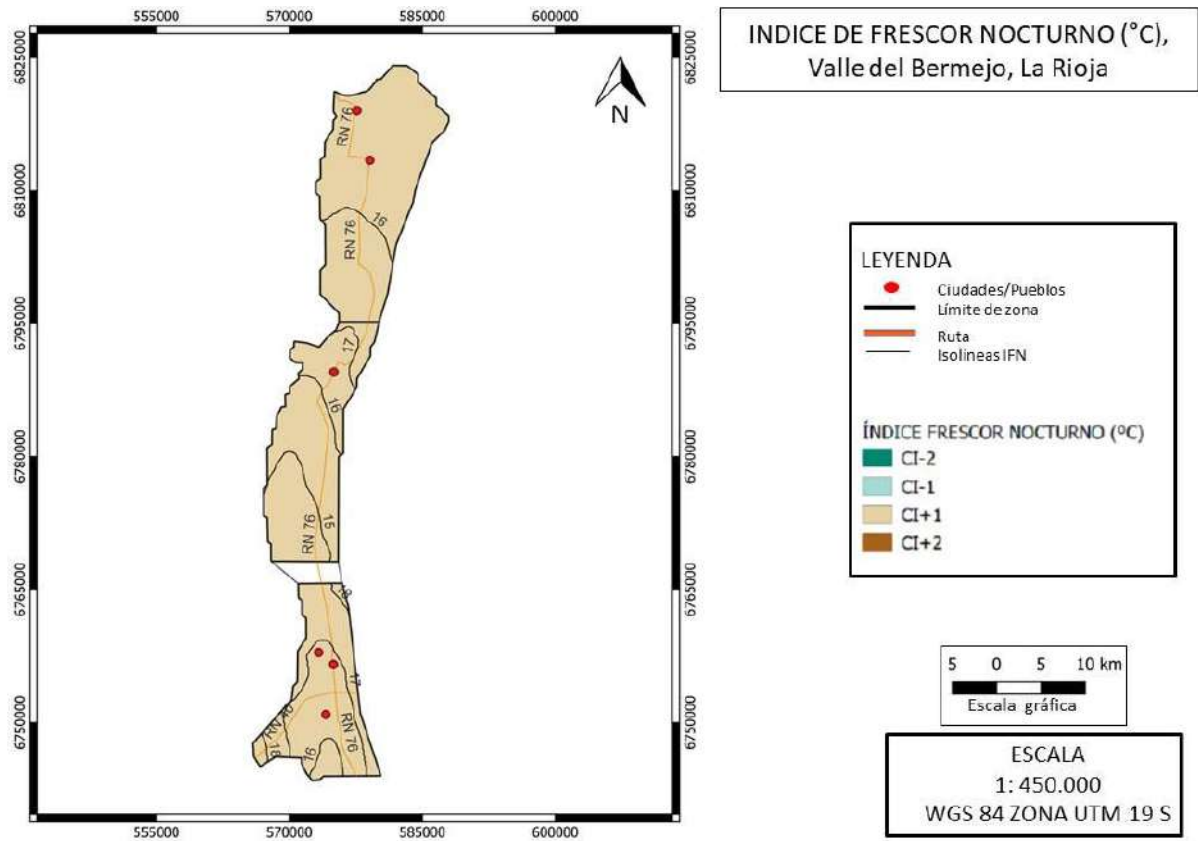 555000
570000
585000
600000
6825000
6810000
6795000
6780000
6765000
6750000
6825000
6810000
6795000
6780000
6765000
6750000
N
RN 76
16
RN 76
17
16
15
RN 76
18
17
RN 40
18
16
RN 76
555000
570000
585000
600000
INDICE DE FRESCOR NOCTURNO (°C),
Valle del Bermejo, La Rioja
LEYENDA
Ciudades/Pueblos
Límite de zona
Ruta
Isolineas IFN
ÍNDICE FRESCOR NOCTURNO (ºC)
CI-2
CI-1
CI+1
CI+2
5 0 5 10 km
Escala gráfica
ESCALA
1: 450.000
WGS 84 ZONA UTM 19 S